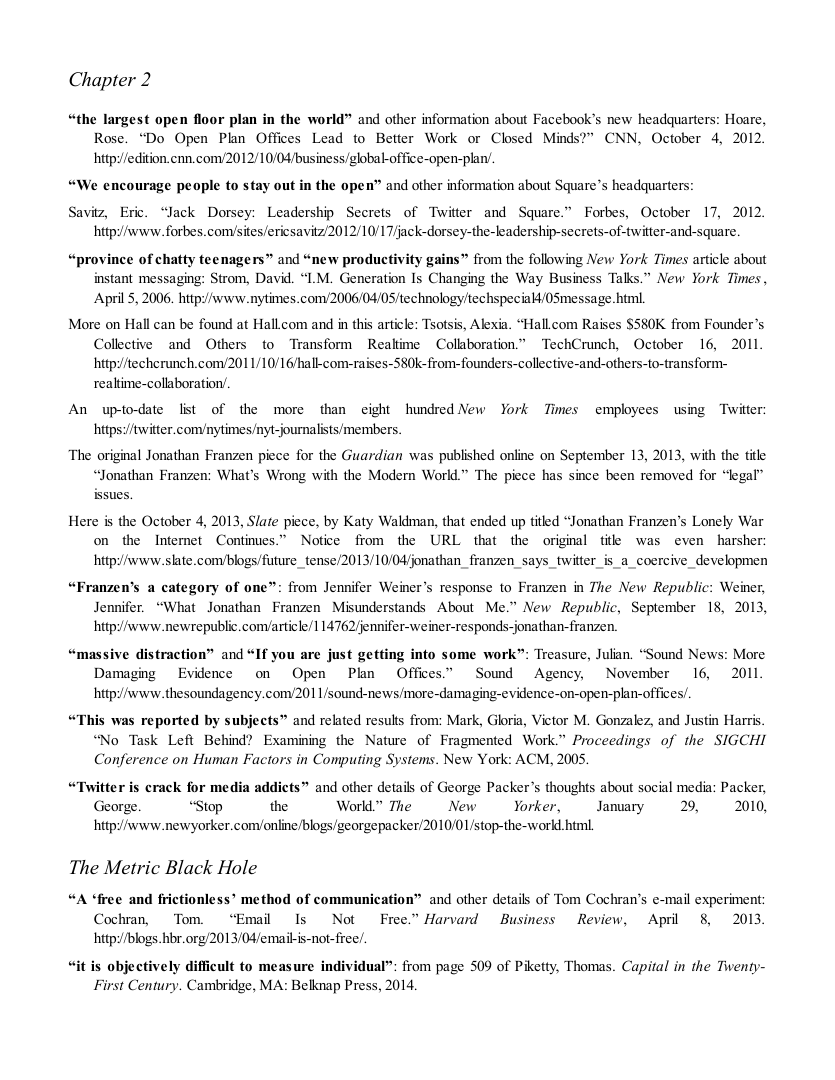 Chapter 2
“the largest open floor plan in the world” and other information about Facebook’s new headquarters: Hoare,
Rose. “Do Open Plan Offices Lead to Better Work or Closed Minds?” CNN, October 4, 2012.
http://edition.cnn.com/2012/10/04/business/global-office-open-plan/.
“We encourage people to stay out in the open” and other information about Square’s headquarters:
Savitz, Eric. “Jack Dorsey: Leadership Secrets of Twitter and Square.” Forbes, October 17, 2012.
http://www.forbes.com/sites/ericsavitz/2012/10/17/jack-dorsey-the-leadership-secrets-of-twitter-and-square.
“province of chatty teenagers” and “new productivity gains” from the following New York Times article about
instant messaging: Strom, David. “I.M. Generation Is Changing the Way Business Talks.” New York Times,
April 5, 2006. http://www.nytimes.com/2006/04/05/technology/techspecial4/05message.html.
More on Hall can be found at Hall.com and in this article: Tsotsis, Alexia. “Hall.com Raises $580K from Founder’s
Collective and Others to Transform Realtime Collaboration.” TechCrunch, October 16, 2011.
http://techcrunch.com/2011/10/16/hall-com-raises-580k-from-founders-collective-and-others-to-transform-
realtime-collaboration/.
An up-to-date list of the more than eight hundred New York Times employees using Twitter:
https://twitter.com/nytimes/nyt-journalists/members.
The original Jonathan Franzen piece for the Guardian was published online on September 13, 2013, with the title
“Jonathan Franzen: What’s Wrong with the Modern World.” The piece has since been removed for “legal”
issues.
Here is the October 4, 2013, Slate piece, by Katy Waldman, that ended up titled “Jonathan Franzen’s Lonely War
on the Internet Continues.” Notice from the URL that the original title was even harsher:
http://www.slate.com/blogs/future_tense/2013/10/04/jonathan_franzen_says_twitter_is_a_coercive_developmen
“Franzen’s a category of one”: from Jennifer Weiner’s response to Franzen in The New Republic: Weiner,
Jennifer. “What Jonathan Franzen Misunderstands About Me.” New Republic, September 18, 2013,
http://www.newrepublic.com/article/114762/jennifer-weiner-responds-jonathan-franzen.
“massive distraction” and “If you are just getting into some work”: Treasure, Julian. “Sound News: More
Damaging Evidence on Open Plan Offices.” Sound Agency, November 16, 2011.
http://www.thesoundagency.com/2011/sound-news/more-damaging-evidence-on-open-plan-offices/.
“This was reported by subjects” and related results from: Mark, Gloria, Victor M. Gonzalez, and Justin Harris.
“No Task Left Behind? Examining the Nature of Fragmented Work.” Proceedings of the SIGCHI
Conference on Human Factors in Computing Systems. New York: ACM, 2005.
“Twitter is crack for media addicts” and other details of George Packer’s thoughts about social media: Packer,
George. “Stop the World.” The New Yorker, January 29, 2010,
http://www.newyorker.com/online/blogs/georgepacker/2010/01/stop-the-world.html.
The Metric Black Hole
“A ‘free and frictionless’ method of communication” and other details of Tom Cochran’s e-mail experiment:
Cochran, Tom. “Email Is Not Free.” Harvard Business Review, April 8, 2013.
http://blogs.hbr.org/2013/04/email-is-not-free/.
“it is objectively difficult to measure individual”: from page 509 of Piketty, Thomas. Capital in the Twenty-
First Century. Cambridge, MA: Belknap Press, 2014.